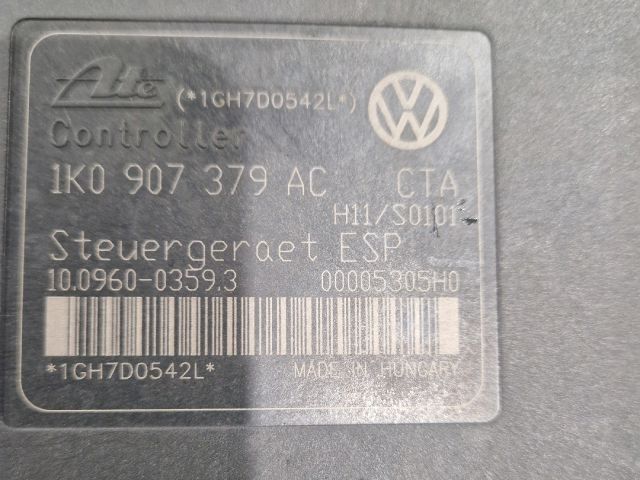 Ate (*1GH7D0542L*)
Controller
1K0 907 379 AC CTA
H11/S0101
Steuergeraet ESP
10.0960-0359.3 00005305H0
*1GH7D0542L* MADE IN HUNGARY